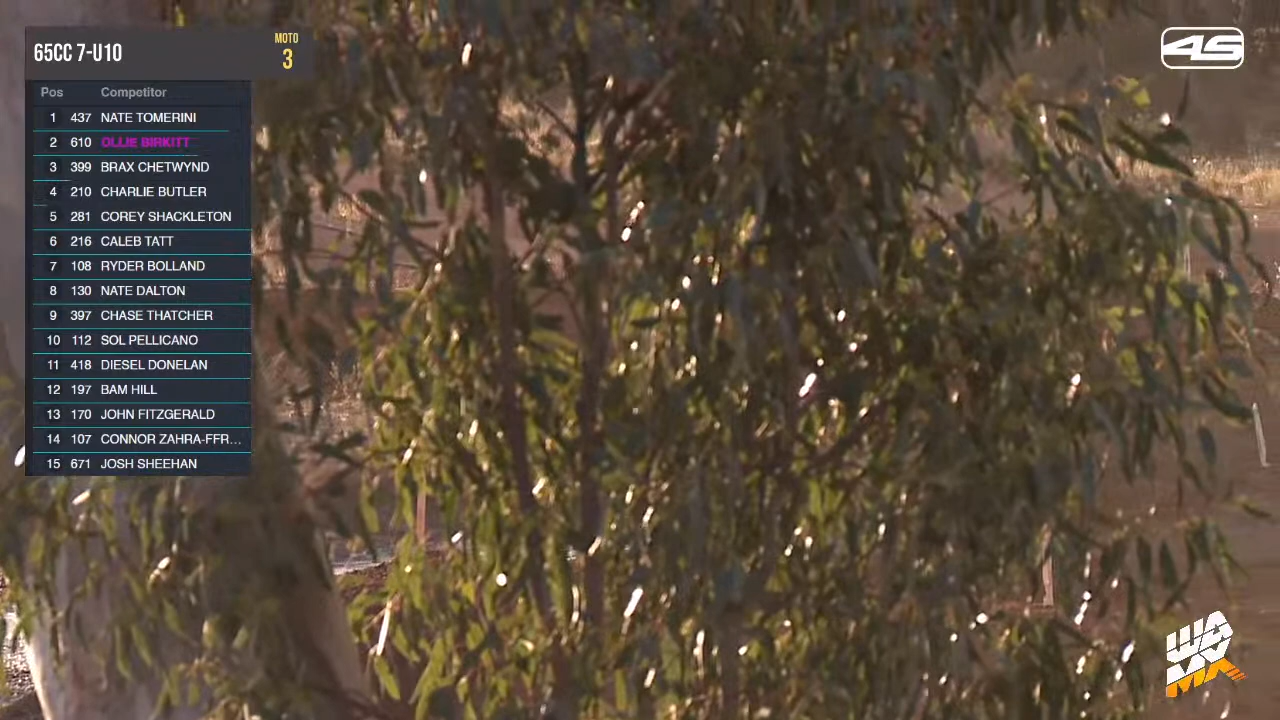 65CC 7-U10
MOTO
3
Pos Competitor
1 437 NATE TOMERINI
2 610 OLLIE BIRKITT
3 399 BRAX CHETWYND
4 210 CHARLIE BUTLER
5 281 COREY SHACKLETON
6 216 CALEB TATT
7 108 RYDER BOLLAND
8 130 NATE DALTON
9 397 CHASE THATCHER
10 112 SOL PELLICANO
11 418 DIESEL DONELAN
12 197 BAM HILL
13 170 JOHN FITZGERALD
14 107 CONNOR ZAHRA-FFR...
15 671 JOSH SHEEHAN
4S
WA
MX